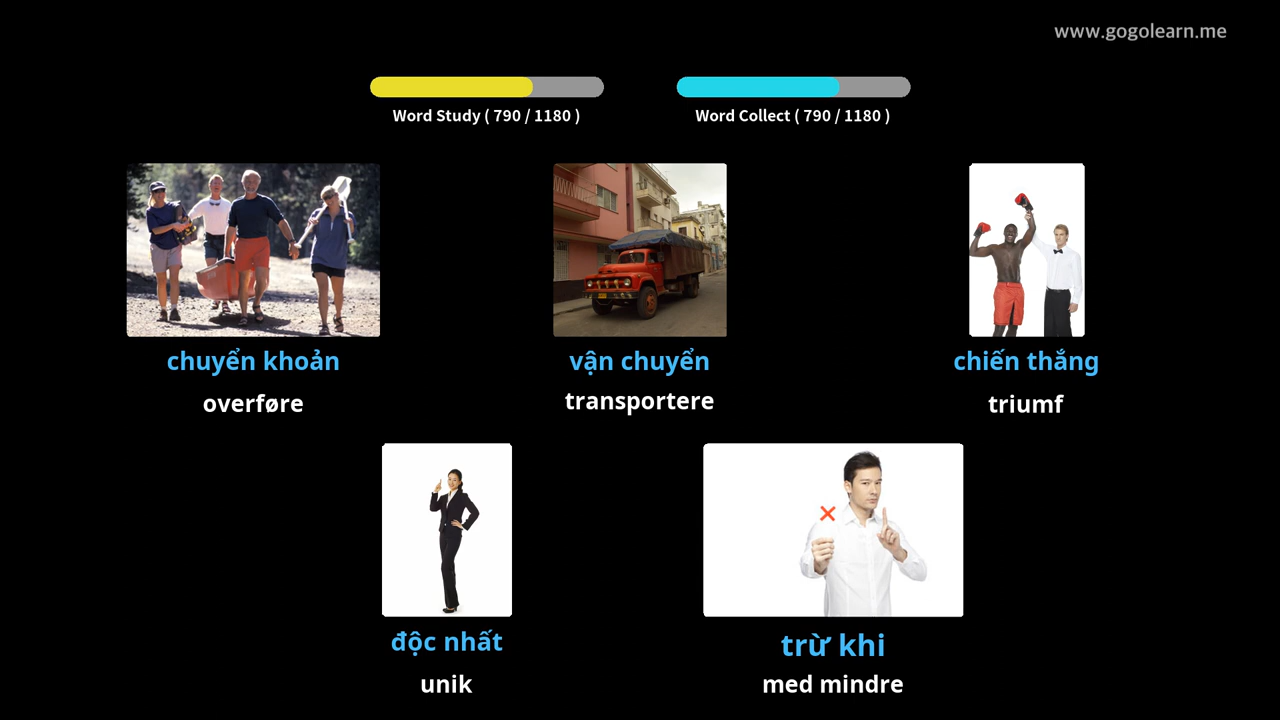 www.gogolearn.me
Word Study ( 790 / 1180 )
Word Collect ( 790 / 1180 )
chuyển khoản
overføre
vận chuyển
transportere
chiến thắng
triumf
độc nhất
unik
trừ khi
med mindre